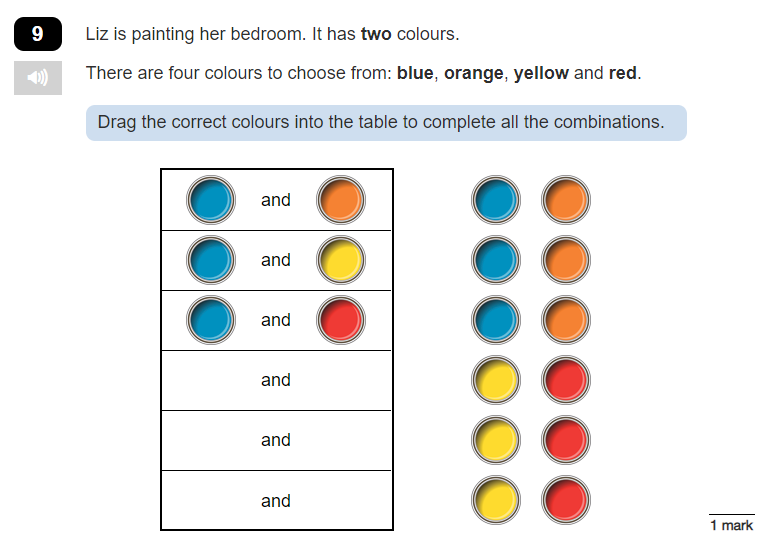 9
Liz is painting her bedroom. It has two colours.
There are four colours to choose from: blue, orange, yellow and red.
Drag the correct colours into the table to complete all the combinations.
and
and
and
and
and
and
1 mark